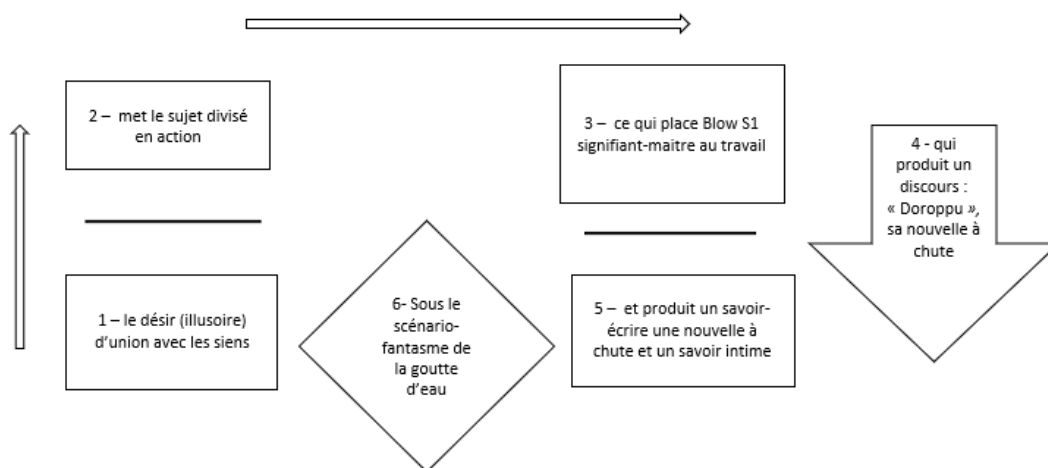 2 – met le sujet divisé
en action
3 – ce qui place Blow S1
signifiant-maitre au travail
4 - qui
produit un
discours :
« Doroppu »,
sa nouvelle à
chute
1 – le désir (illusoire)
d’union avec les siens
6- Sous le
scénario-
fantasme de
la goutte
d’eau
5 – et produit un savoir-
écrire une nouvelle à
chute et un savoir intime